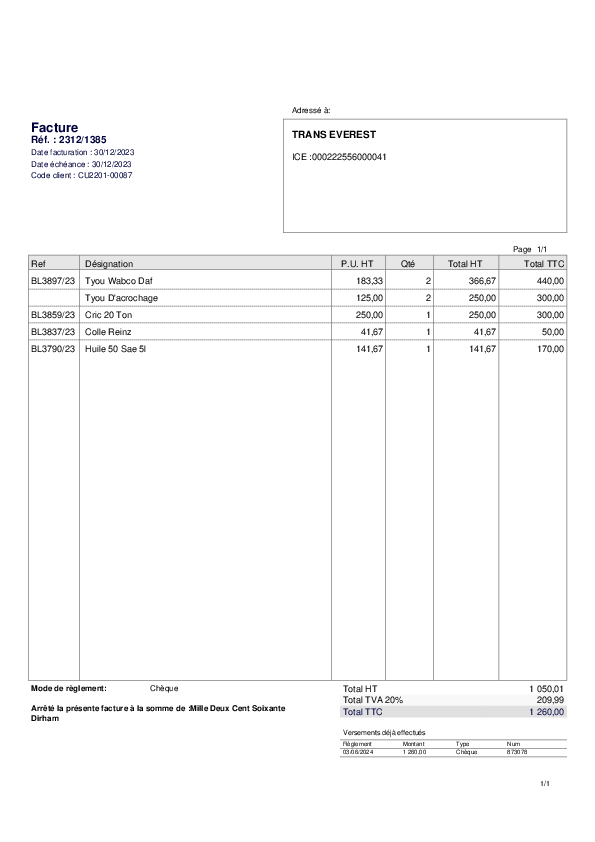 Adressé à:
Facture
Réf. : 2312/1385
Date facturation : 30/12/2023
Date échéance : 30/12/2023
Code client : CU2201-00087
TRANS EVEREST
ICE :000222556000041
Page 1/1
Ref Désignation P.U. HT Qté Total HT Total TTC
BL3897/23 Tyou Wabco Daf 183,33 2 366,67 440,00
Tyou D'acrochage 125,00 2 250,00 300,00
BL3859/23 Cric 20 Ton 250,00 1 250,00 300,00
BL3837/23 Colle Reinz 41,67 1 41,67 50,00
BL3790/23 Huile 50 Sae 5l 141,67 1 141,67 170,00
Mode de règlement: Chèque
Total HT 1 050,01
Total TVA 20% 209,99
Total TTC 1 260,00
Arrêté la présente facture à la somme de :Mille Deux Cent Soixante
Dirham
Versements déjà effectués
Règlement Montant Type Num
03/06/2024 1 260,00 Chèque 873078
1/1